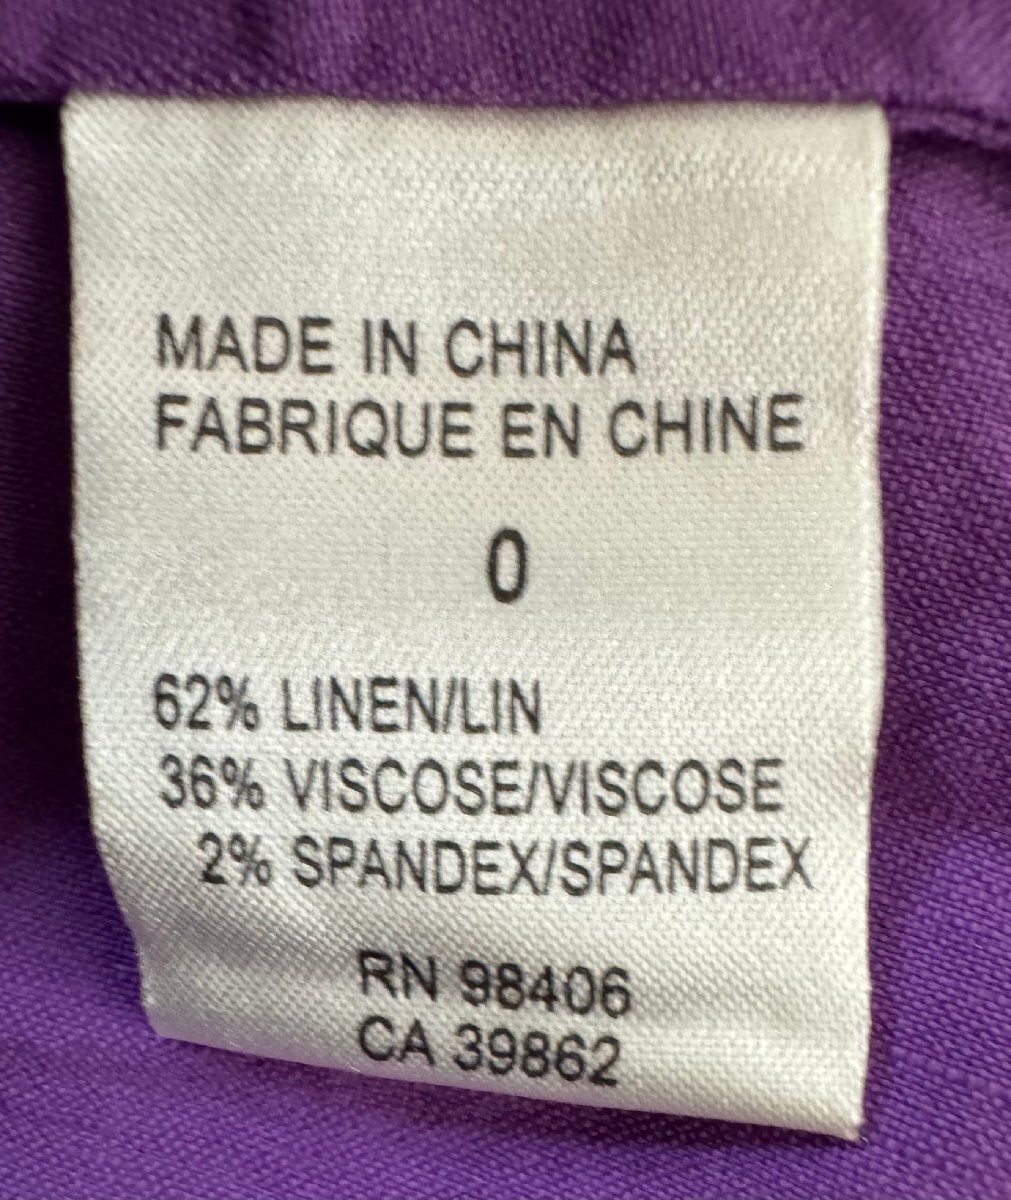 MADE IN CHINA
FABRIQUE EN CHINE
0
62% LINEN/LIN
36% VISCOSE/VISCOSE
2% SPANDEX/SPANDEX
RN 98406
CA 39862